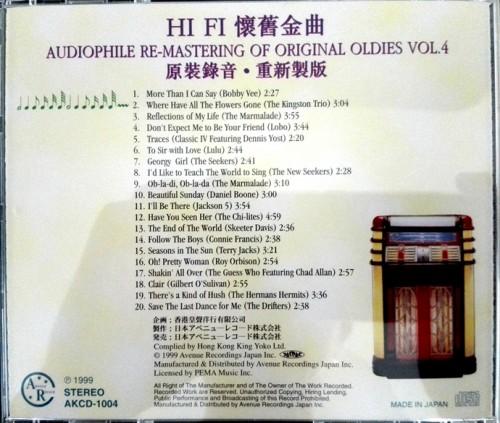 HI FI 懷舊金曲
AUDIOPHILE RE-MASTERING OF ORIGINAL OLDIES VOL.4
原裝錄音·重新製版
1. More Than I Can Say (Bobby Vee) 2:27
2. Where Have All The Flowers Gone (The Kingston Trio) 3:04
3. Reflections of My Life (The Marmalade) 3:55
4. Don't Expect Me to Be Your Friend (Lobo) 3:44
5. Traces (Classic IV Featuring Dennis Yost) 2:20
6. To Sir with Love (Lulu) 2:44
7. Georgy Girl (The Seekers) 2:41
8. I'd Like to Teach The World to Sing (The New Seekers) 2:28
9. Ob-la-di, Ob-la-da (The Marmalade) 3:10
10. Beautiful Sunday (Daniel Boone) 3:00
11. I'll Be There (Jackson 5) 3:54
12. Have You Seen Her (The Chi-lites) 4:59
13. The End of The World (Skeeter Davis) 2:36
14. Follow The Boys (Connie Francis) 2:38
15. Seasons in The Sun (Terry Jacks) 3:21
16. Oh! Pretty Woman (Roy Orbison) 2:54
17. Shakin' All Over (The Guess Who Featuring Chad Allan) 2:57
18. Clair (Gilbert O'Sulivan) 2:55
19. There's a Kind of Hush (The Hermans Hermits) 3:36
20. Save The Last Dance for Me (The Drifters) 2:38
企画:香港皇聲洋行有限公司
製作:日本アベニューレコード株式会社
発売:日本アベニューレコード株式会社
Complied by Hong Kong King Yoko Ltd.
© 1999 Avenue Recordings Japan Inc.
Manufactured & Distributed by Avenue Recordings Japan Inc.
Licensed by PEMA Music Inc.
All Right of The Manufacturer and of The Owner of The Work Recorded.
Recorded Work are Reserved. Unauthorized Copying, Hiring Lending,
Public Performance and Broadcasting of this Record Prohibited.
Manufactured & Distributed by Avenue Recordings Japan Inc.
A R
℗ 1999
STEREO
AKCD-1004
MADE IN JAPAN